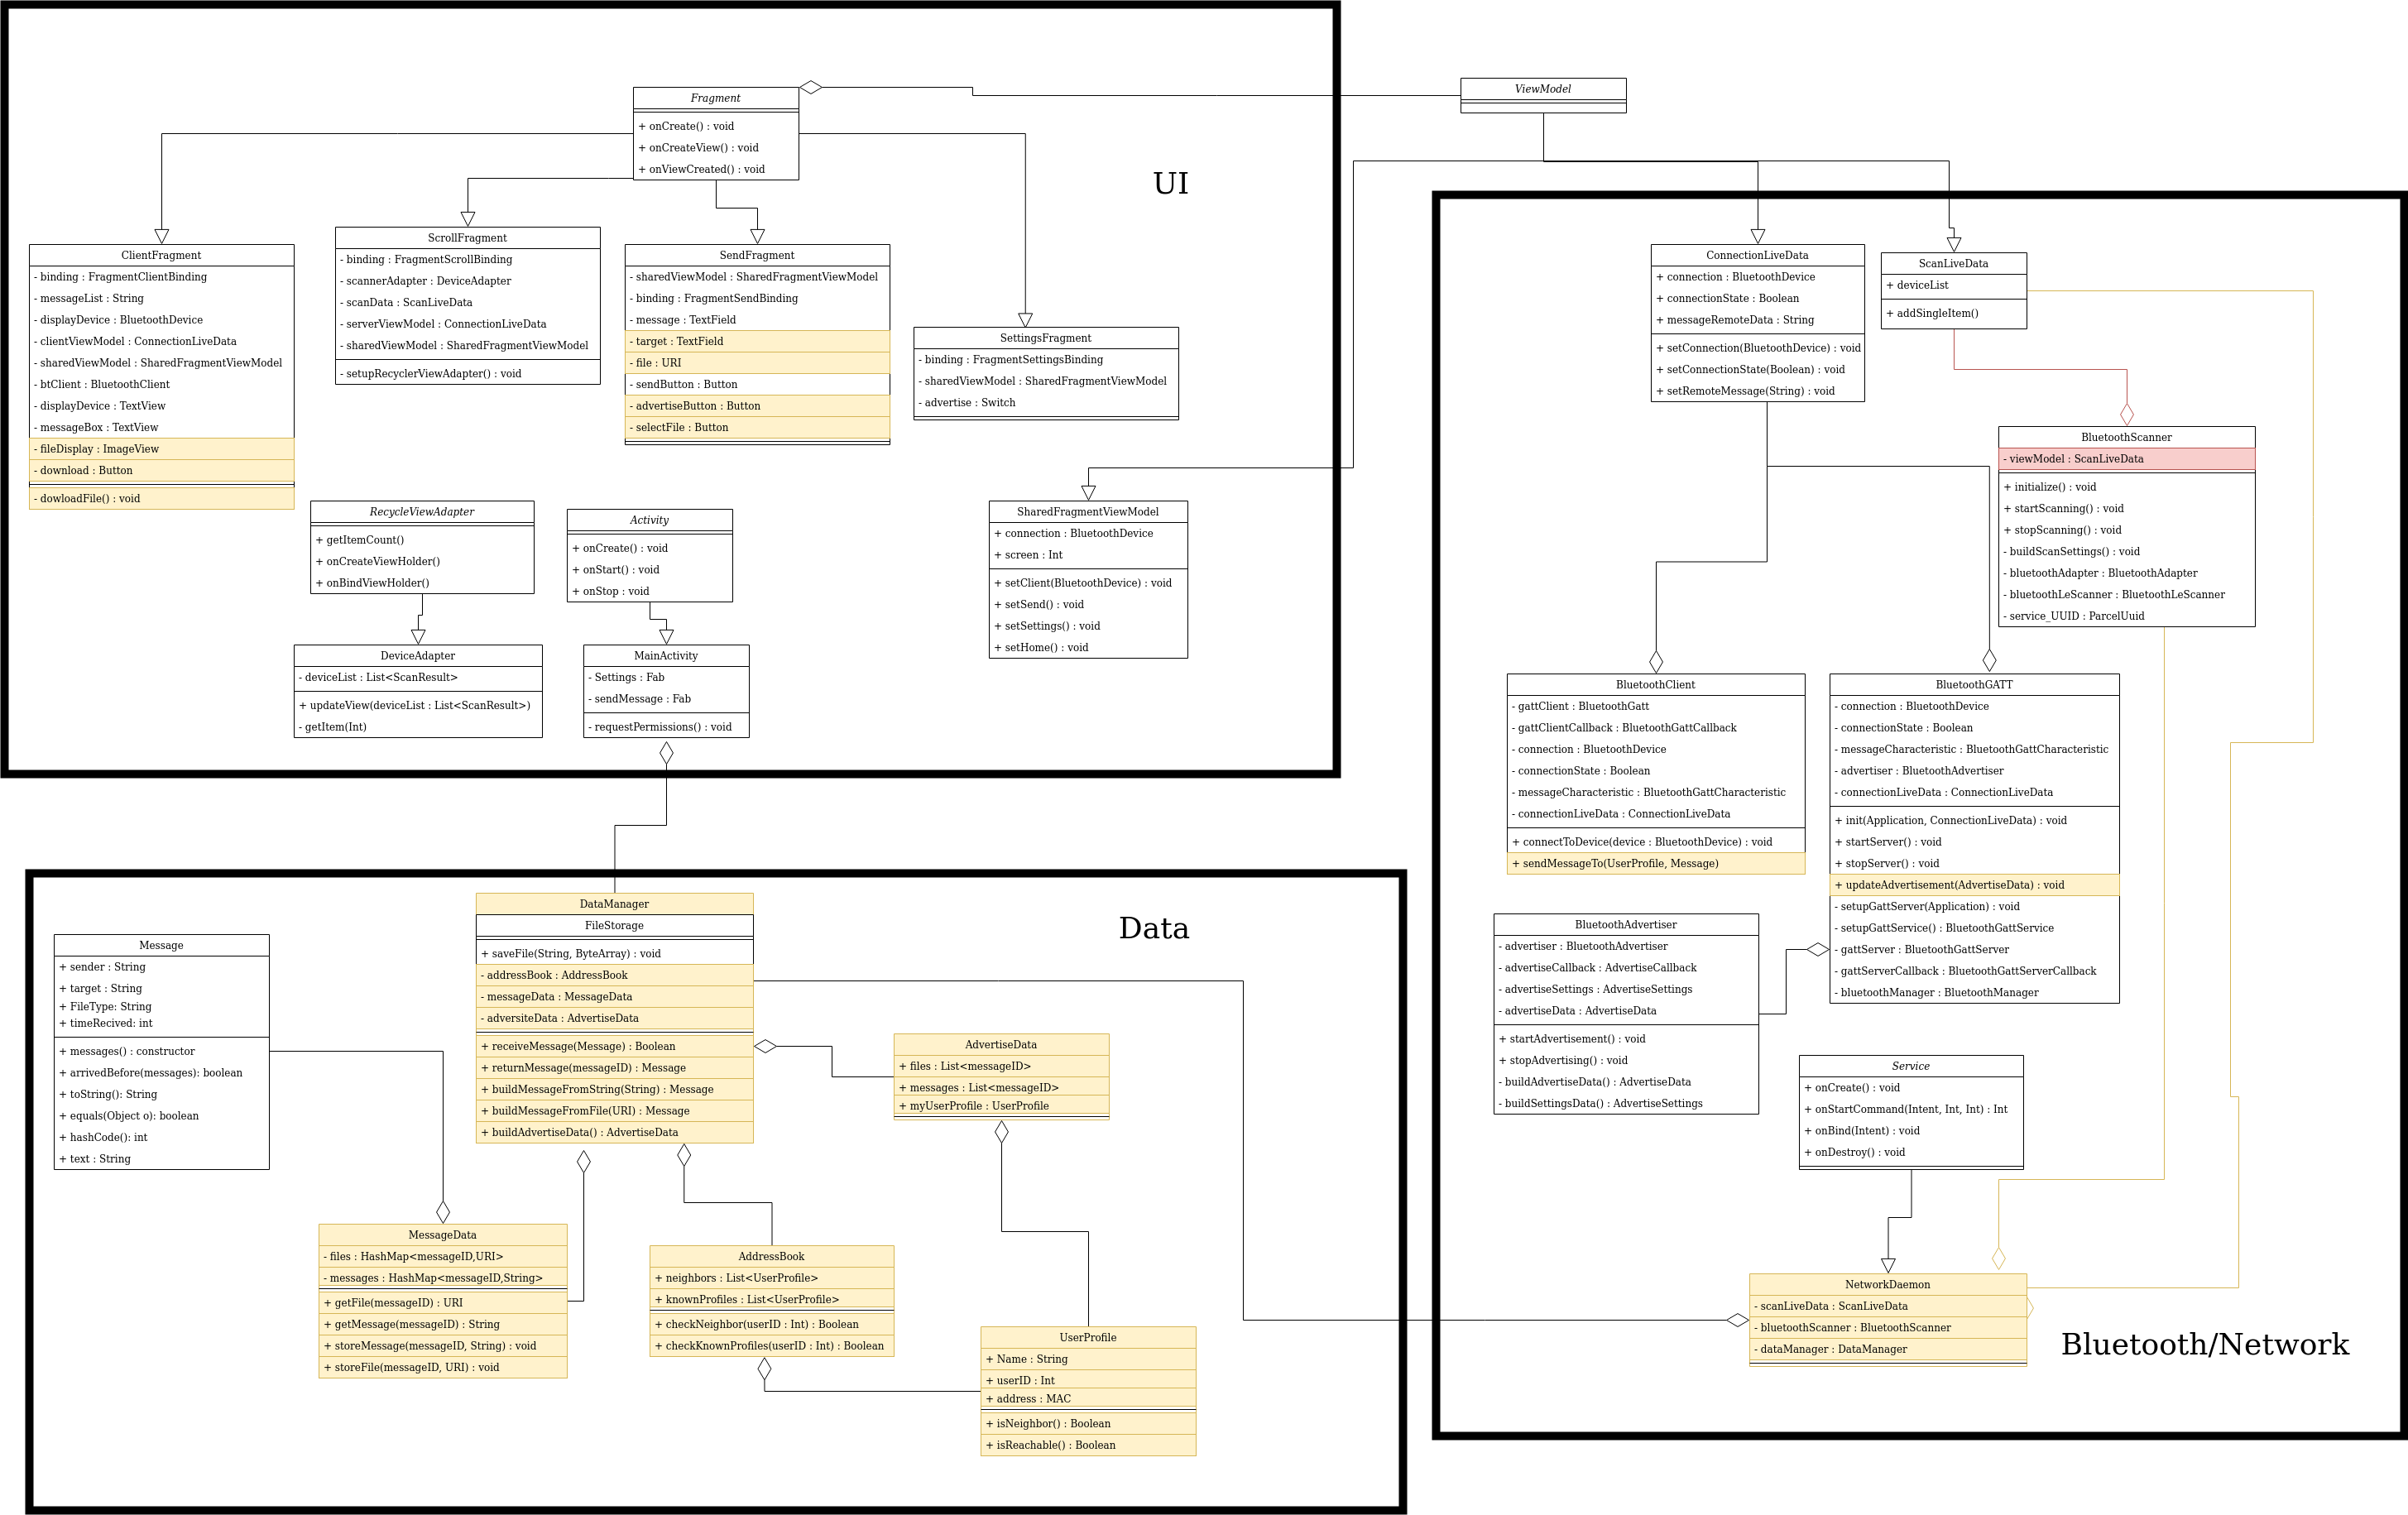 UI
Fragment
+ onCreate() : void
+ onCreateView() : void
+ onViewCreated() : void
ViewModel
ClientFragment
- binding : FragmentClientBinding
- messageList : String
- displayDevice : BluetoothDevice
- clientViewModel : ConnectionLiveData
- sharedViewModel : SharedFragmentViewModel
- btClient : BluetoothClient
- displayDevice : TextView
- messageBox : TextView
- fileDisplay : ImageView
- download : Button
- dowloadFile() : void
ScrollFragment
- binding : FragmentScrollBinding
- scannerAdapter : DeviceAdapter
- scanData : ScanLiveData
- serverViewModel : ConnectionLiveData
- sharedViewModel : SharedFragmentViewModel
- setupRecyclerViewAdapter() : void
SendFragment
- sharedViewModel : SharedFragmentViewModel
- binding : FragmentSendBinding
- message : TextField
- target : TextField
- file : URI
- sendButton : Button
- advertiseButton : Button
- selectFile : Button
SettingsFragment
- binding : FragmentSettingsBinding
- sharedViewModel : SharedFragmentViewModel
- advertise : Switch
RecycleViewAdapter
+ getItemCount()
+ onCreateViewHolder()
+ onBindViewHolder()
Activity
+ onCreate() : void
+ onStart() : void
+ onStop : void
SharedFragmentViewModel
+ connection : BluetoothDevice
+ screen : Int
+ setClient(BluetoothDevice) : void
+ setSend() : void
+ setSettings() : void
+ setHome() : void
DeviceAdapter
- deviceList : List<ScanResult>
+ updateView(deviceList : List<ScanResult>)
- getItem(Int)
MainActivity
- Settings : Fab
- sendMessage : Fab
- requestPermissions() : void
ConnectionLiveData
+ connection : BluetoothDevice
+ connectionState : Boolean
+ messageRemoteData : String
+ setConnection(BluetoothDevice) : void
+ setConnectionState(Boolean) : void
+ setRemoteMessage(String) : void
ScanLiveData
+ deviceList
+ addSingleItem()
BluetoothScanner
- viewModel : ScanLiveData
+ initialize() : void
+ startScanning() : void
+ stopScanning() : void
- buildScanSettings() : void
- bluetoothAdapter : BluetoothAdapter
- bluetoothLeScanner : BluetoothLeScanner
- service_UUID : ParcelUuid
BluetoothClient
- gattClient : BluetoothGatt
- gattClientCallback : BluetoothGattCallback
- connection : BluetoothDevice
- connectionState : Boolean
- messageCharacteristic : BluetoothGattCharacteristic
- connectionLiveData : ConnectionLiveData
+ connectToDevice(device : BluetoothDevice) : void
+ sendMessageTo(UserProfile, Message)
BluetoothGATT
- connection : BluetoothDevice
- connectionState : Boolean
- messageCharacteristic : BluetoothGattCharacteristic
- advertiser : BluetoothAdvertiser
- connectionLiveData : ConnectionLiveData
+ init(Application, ConnectionLiveData) : void
+ startServer() : void
+ stopServer() : void
+ updateAdvertisement(AdvertiseData) : void
- setupGattServer(Application) : void
- setupGattService() : BluetoothGattService
- gattServer : BluetoothGattServer
- gattServerCallback : BluetoothGattServerCallback
- bluetoothManager : BluetoothManager
BluetoothAdvertiser
- advertiser : BluetoothAdvertiser
- advertiseCallback : AdvertiseCallback
- advertiseSettings : AdvertiseSettings
- advertiseData : AdvertiseData
+ startAdvertisement() : void
+ stopAdvertising() : void
- buildAdvertiseData() : AdvertiseData
- buildSettingsData() : AdvertiseSettings
Service
+ onCreate() : void
+ onStartCommand(Intent, Int, Int) : Int
+ onBind(Intent) : void
+ onDestroy() : void
NetworkDaemon
- scanLiveData : ScanLiveData
- bluetoothScanner : BluetoothScanner
- dataManager : DataManager
Bluetooth/Network
Data
Message
+ sender : String
+ target : String
+ FileType: String
+ timeRecived: int
+ messages() : constructor
+ arrivedBefore(messages): boolean
+ toString(): String
+ equals(Object o): boolean
+ hashCode(): int
+ text : String
DataManager
FileStorage
+ saveFile(String, ByteArray) : void
- addressBook : AddressBook
- messageData : MessageData
- adversiteData : AdvertiseData
+ receiveMessage(Message) : Boolean
+ returnMessage(messageID) : Message
+ buildMessageFromString(String) : Message
+ buildMessageFromFile(URI) : Message
+ buildAdvertiseData() : AdvertiseData
AdvertiseData
+ files : List<messageID>
+ messages : List<messageID>
+ myUserProfile : UserProfile
MessageData
- files : HashMap<messageID,URI>
- messages : HashMap<messageID,String>
+ getFile(messageID) : URI
+ getMessage(messageID) : String
+ storeMessage(messageID, String) : void
+ storeFile(messageID, URI) : void
AddressBook
+ neighbors : List<UserProfile>
+ knownProfiles : List<UserProfile>
+ checkNeighbor(userID : Int) : Boolean
+ checkKnownProfiles(userID : Int) : Boolean
UserProfile
+ Name : String
+ userID : Int
+ address : MAC
+ isNeighbor() : Boolean
+ isReachable() : Boolean